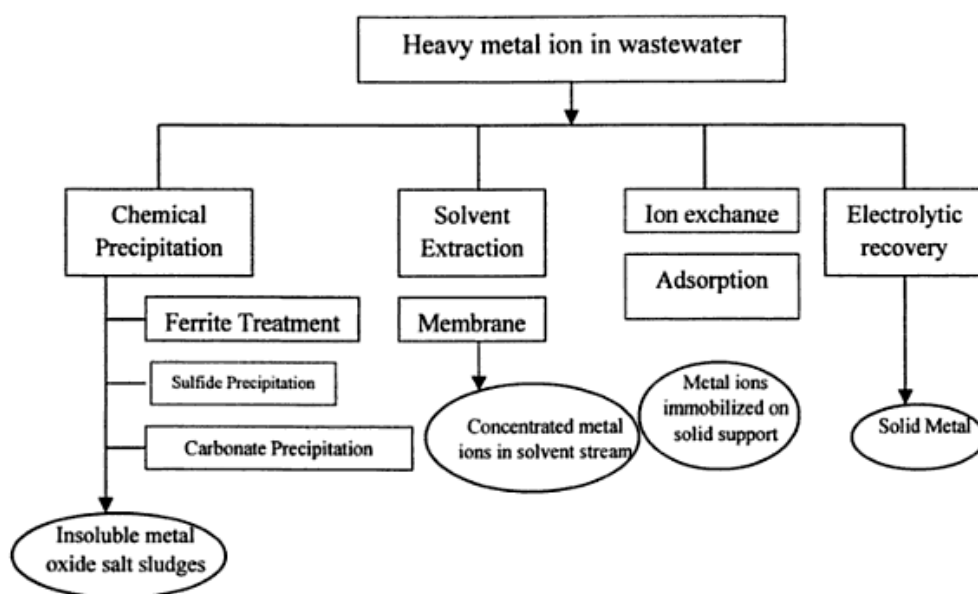 Heavy metal ion in wastewater
Chemical
Precipitation
Solvent
Extraction
Ion exchange
Electrolytic
recovery
Adsorption
Ferrite Treatment
Membrane
Sulfide Precipitation
Carbonate Precipitation
Concentrated metal
ions in solvent stream
Metal ions
immobilized on
solid support
Solid Metal
Insoluble metal
oxide salt sludges